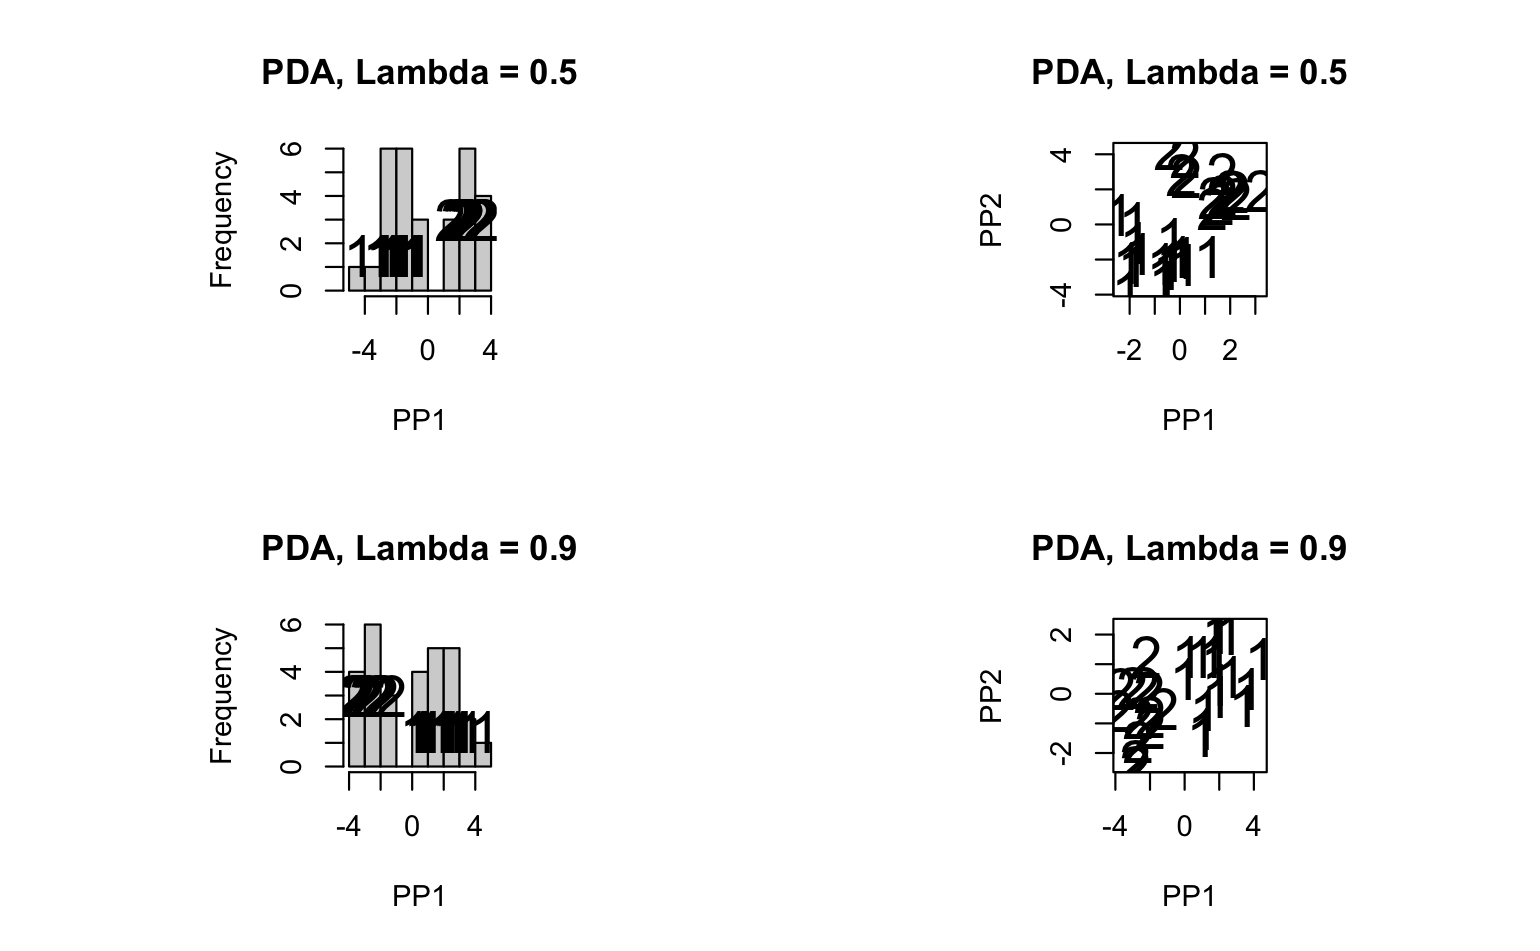 PDA, Lambda = 0.5
Frequency
6
4
2
0
-4 0 4
PP1
PDA, Lambda = 0.5
PP2
4
0
-4
-2 0 2
PP1
PDA, Lambda = 0.9
Frequency
6
4
2
0
-4 0 4
PP1
PDA, Lambda = 0.9
PP2
2
0
-2
-4 0 4
PP1